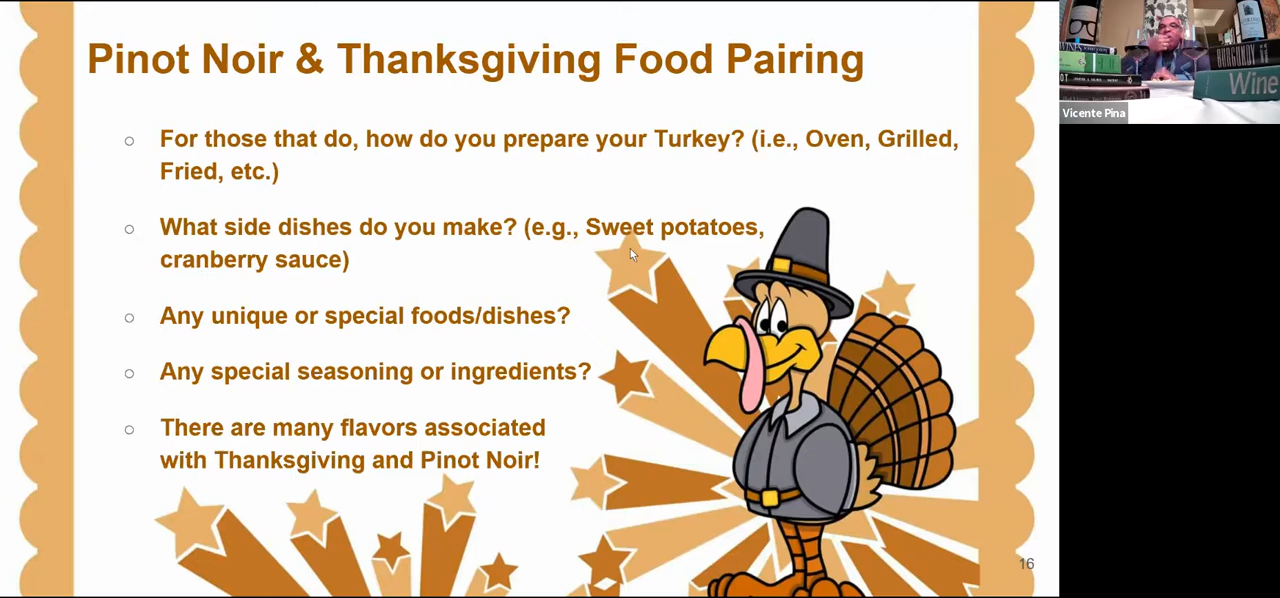 Pinot Noir & Thanksgiving Food Pairing
For those that do, how do you prepare your Turkey? (i.e., Oven, Grilled,
Fried, etc.)
What side dishes do you make? (e.g., Sweet potatoes,
cranberry sauce)
Any unique or special foods/dishes?
Any special seasoning or ingredients?
There are many flavors associated
with Thanksgiving and Pinot Noir!
16
BURGUNDY
Wine
Vicente Pina